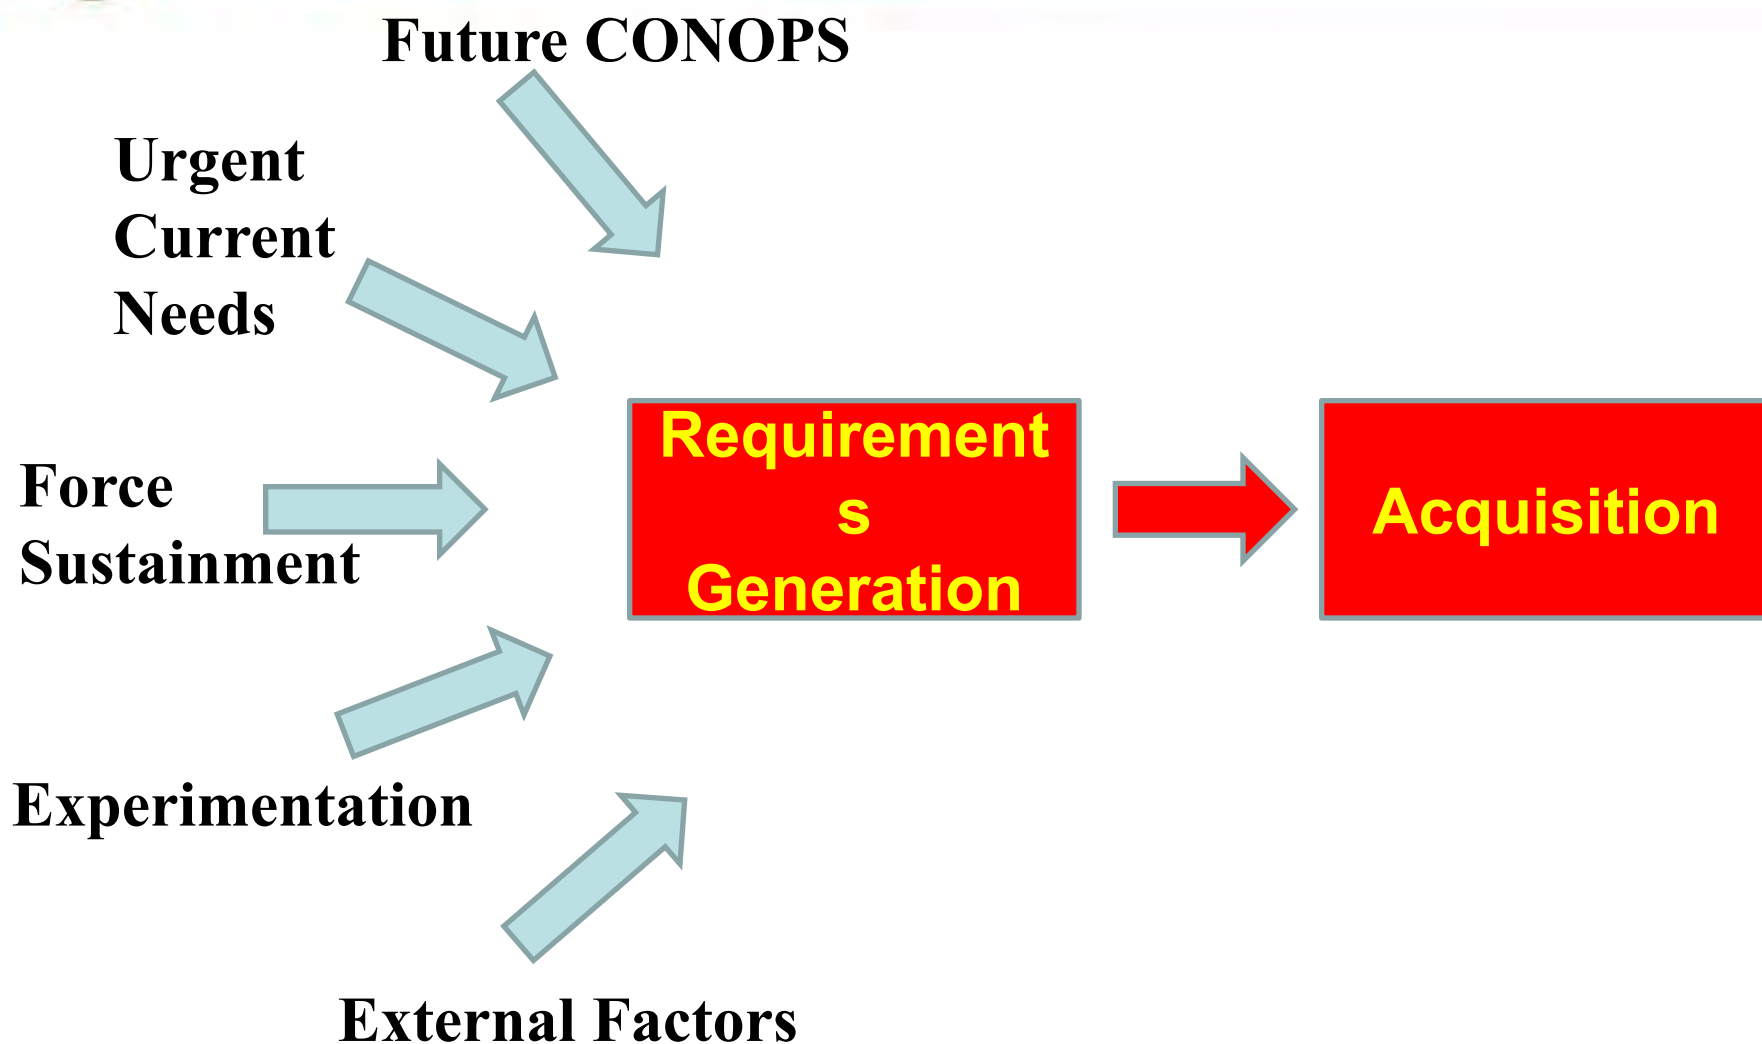 Future CONOPS
Urgent
Current
Needs
Force
Sustainment
Requirement
s
Generation
Acquisition
Experimentation
External Factors